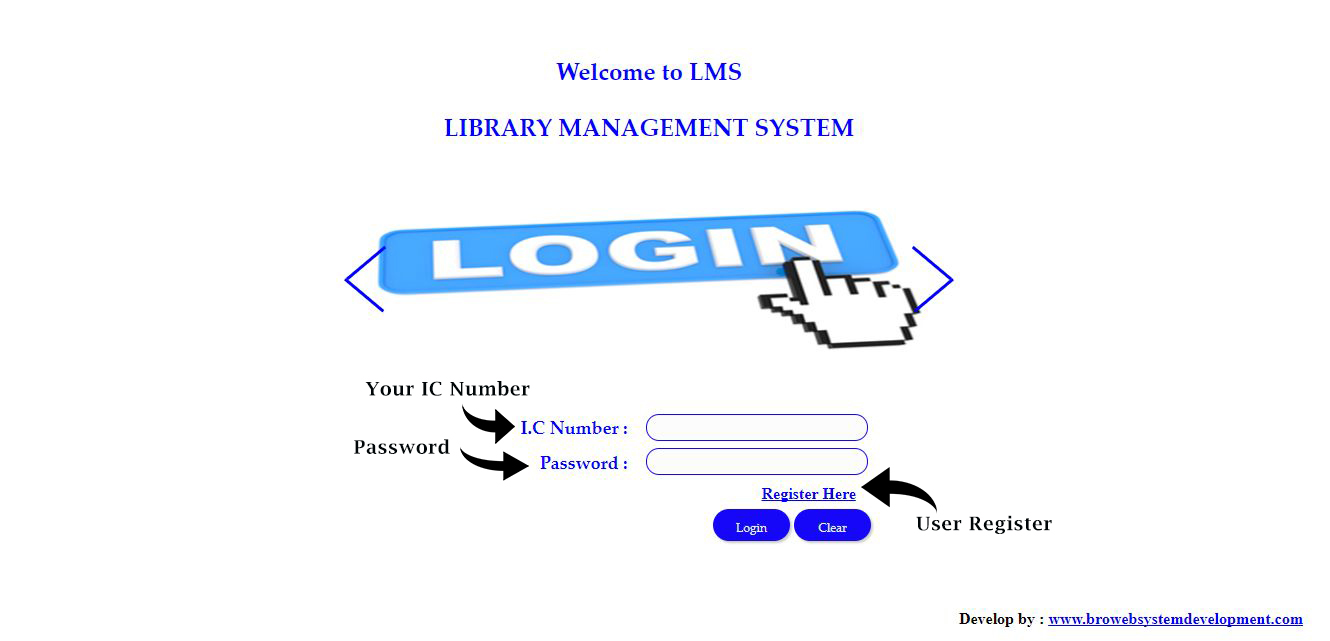 Welcome to LMS
LIBRARY MANAGEMENT SYSTEM
LOGIN
Your IC Number
I.C Number :
Password
Password :
Register Here
User Register
Login Clear
Develop by : www.browebsystemdevelopment.com